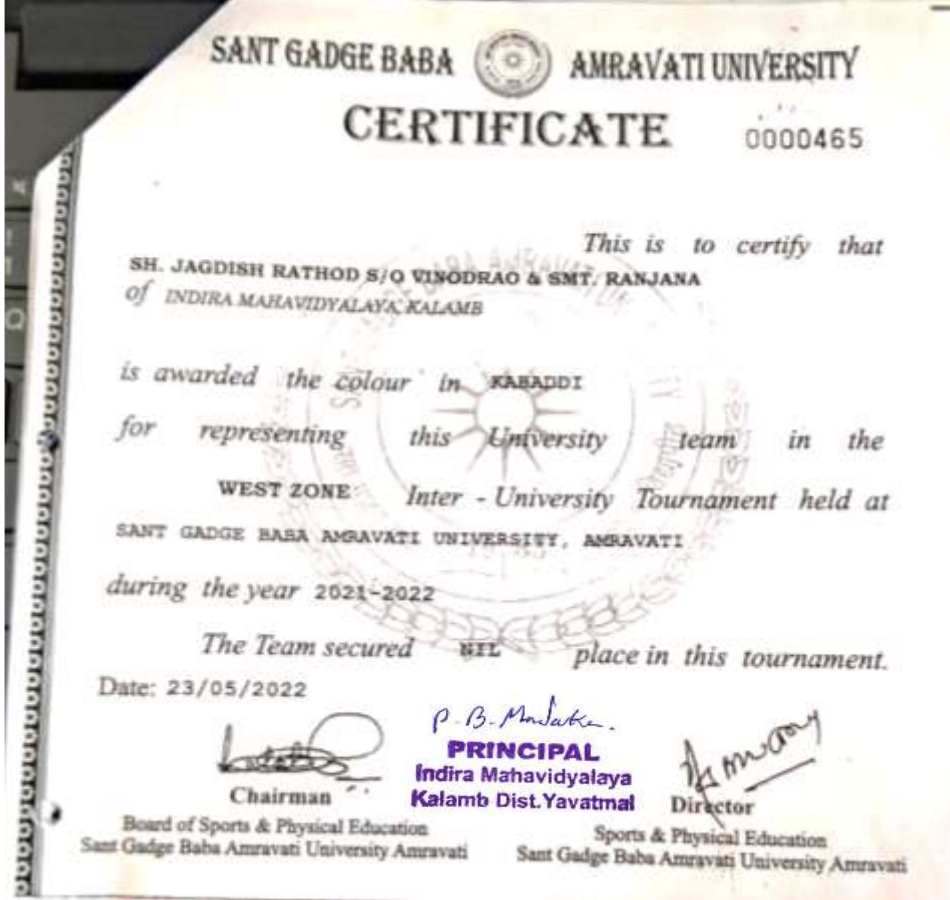 SANT GADGE BABA AMRAVATI UNIVERSITY
CERTIFICATE 0000465
This is to certify that
SH. JAGDISH RATHOD S/O VINODRAO & SMT. RANJANA
of INDIRA MAHAVIDYALAYA, KALAMB
is awarded the colour in KABADDI
for representing this University team in the
WEST ZONE Inter - University Tournament held at
SANT GADGE BABA AMRAVATI UNIVERSITY, AMRAVATI
during the year 2021-2022
The Team secured NIL place in this tournament.
Date: 23/05/2022
P. B.
PRINCIPAL
Indira Mahavidyalaya
Kalamb Dist.Yavatmal
Chairman
Board of Sports & Physical Education
Sant Gadge Baba Amravati University Amravati
Director
Sports & Physical Education
Sant Gadge Baba Amravati University Amravati